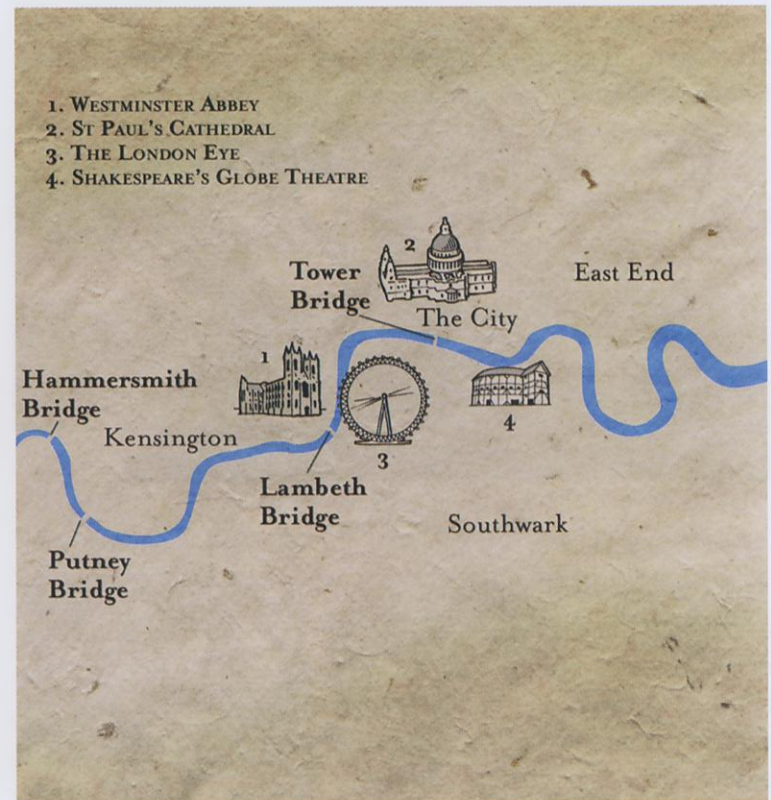 1. Westminster Abbey
2. St Paul's Cathedral
3. The London Eye
4. Shakespeare's Globe Theatre
2
Tower
Bridge
East End
The City
1
Hammersmith
Bridge
4
Kensington
3
Lambeth
Bridge
Southwark
Putney
Bridge